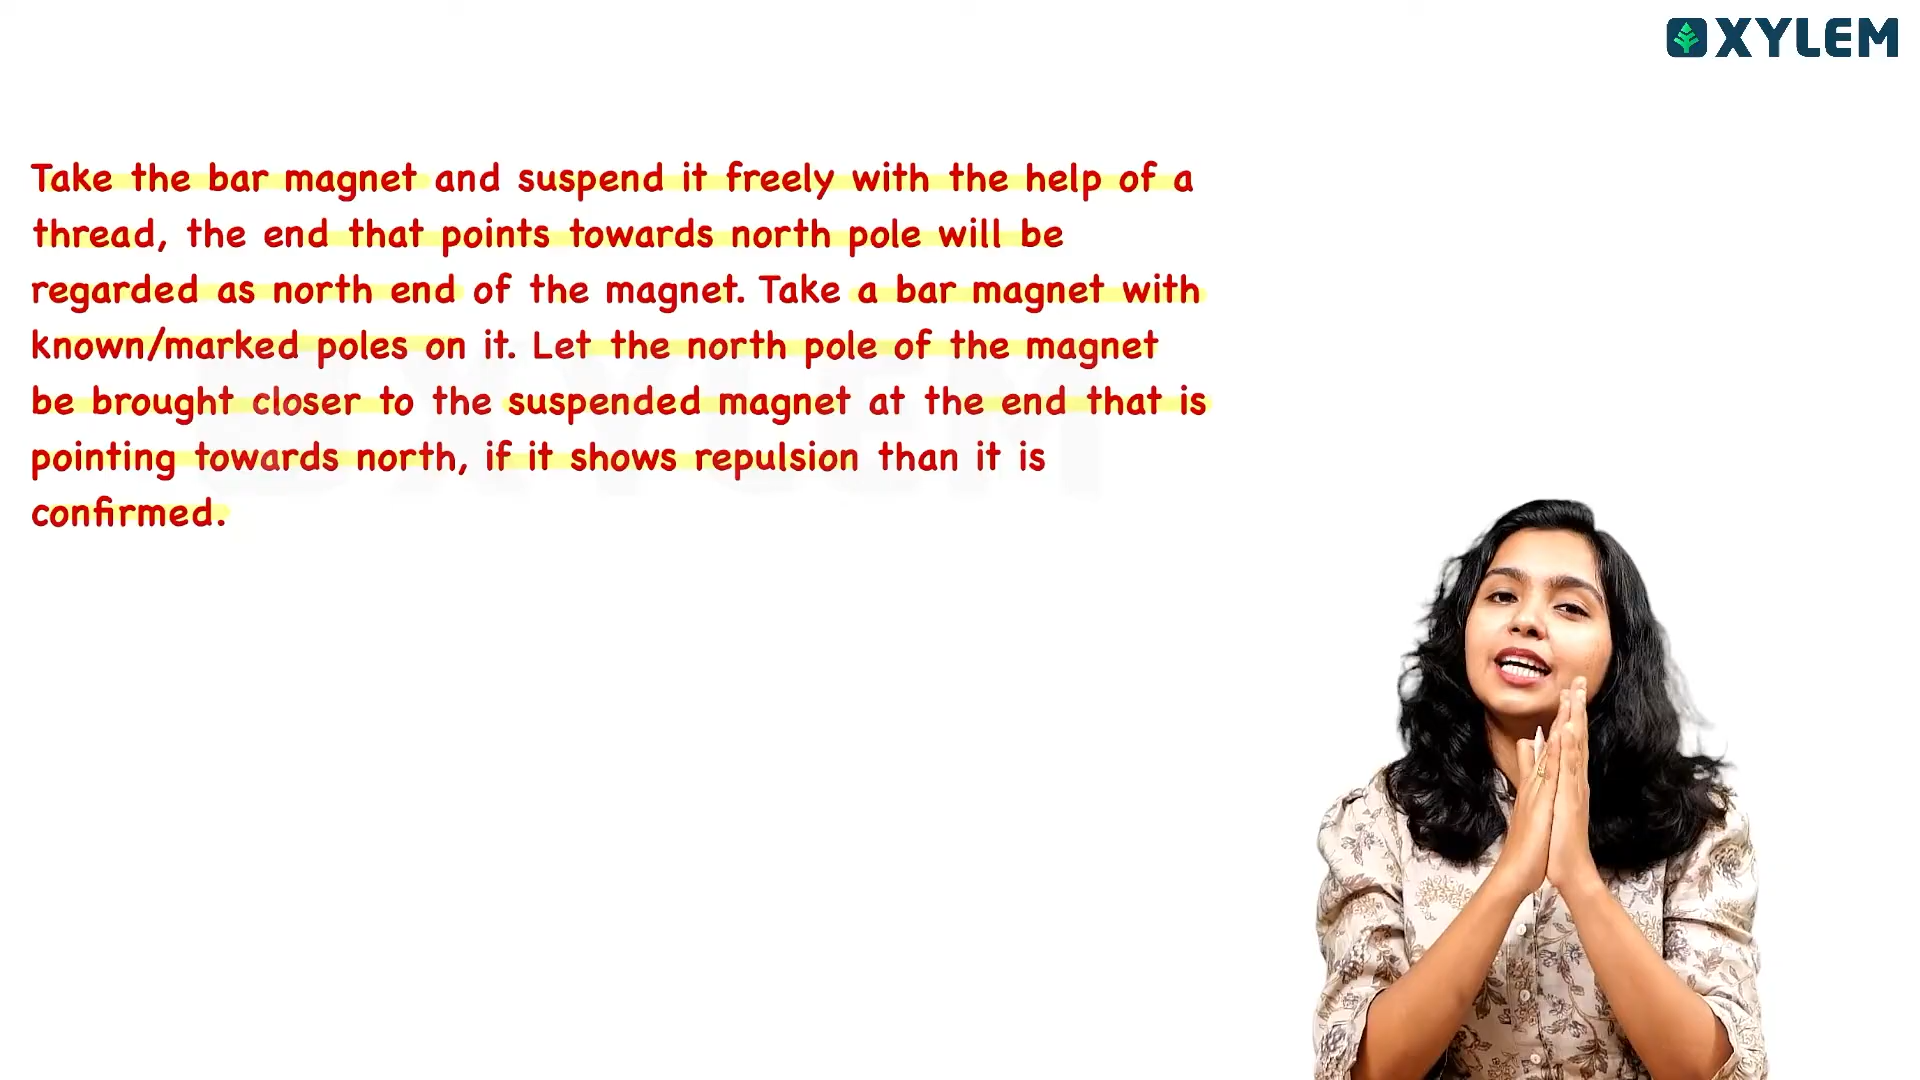 XYLEM
Take the bar magnet and suspend it freely with the help of a
thread, the end that points towards north pole will be
regarded as north end of the magnet. Take a bar magnet with
known/marked poles on it. Let the north pole of the magnet
be brought closer to the suspended magnet at the end that is
pointing towards north, if it shows repulsion than it is
confirmed.
XYLEM